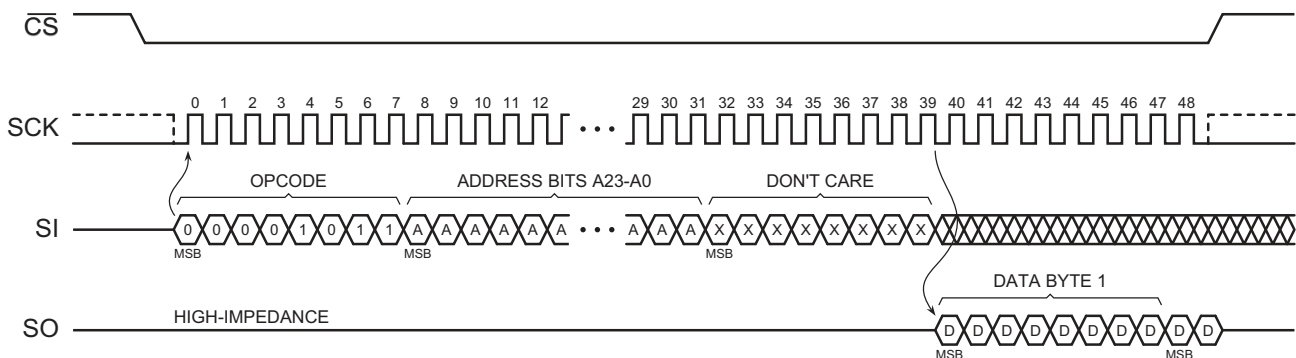 CS
0 1 2 3 4 5 6 7 8 9 10 11 12 29 30 31 32 33 34 35 36 37 38 39 40 41 42 43 44 45 46 47 48
SCK
OPCODE ADDRESS BITS A23-A0 DON'T CARE
SI 0 0 0 0 1 0 1 1 A A A A A A A A A X X X X X X X X
MSB MSB MSB
DATA BYTE 1
HIGH-IMPEDANCE
SO D D D D D D D D D D
MSB MSB